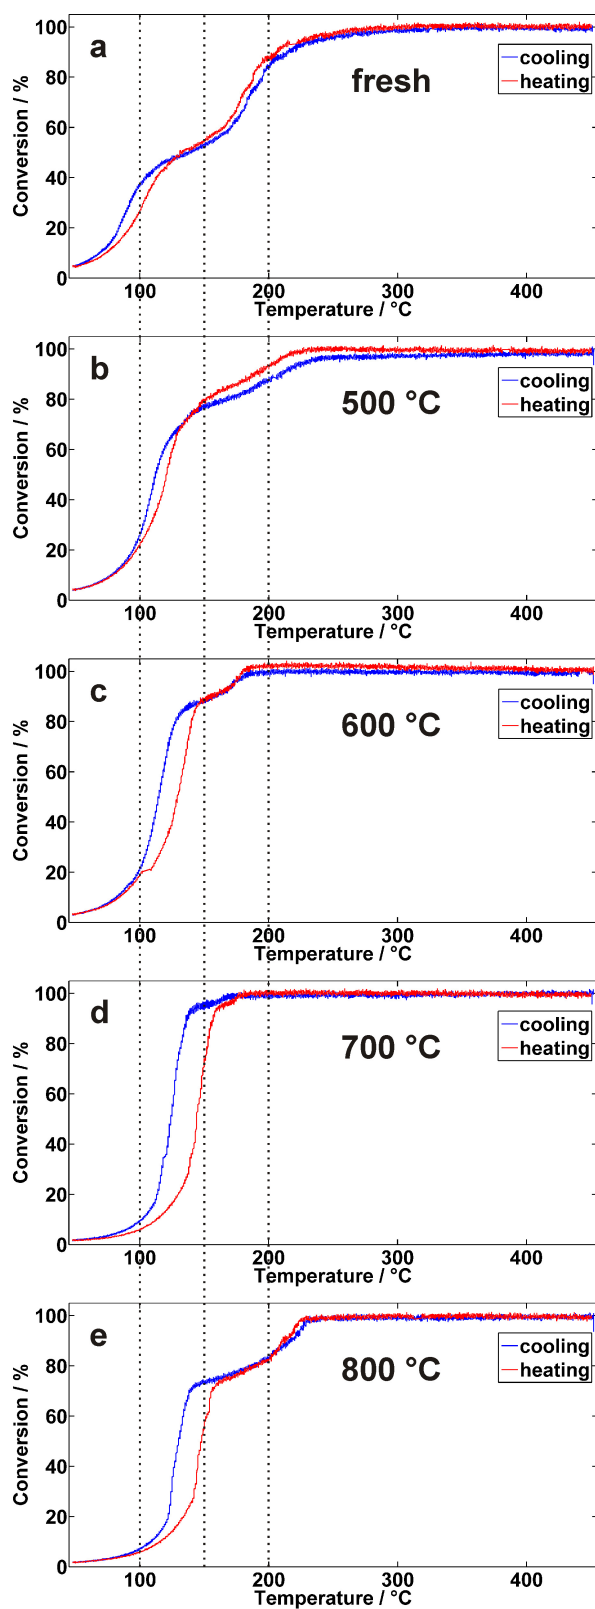 a
fresh
cooling
heating
Conversion / %
100
80
60
40
20
0
100 200 300 400
Temperature / °C
b
500 °C
cooling
heating
Conversion / %
100
80
60
40
20
0
100 200 300 400
Temperature / °C
c
600 °C
cooling
heating
Conversion / %
100
80
60
40
20
0
100 200 300 400
Temperature / °C
d
700 °C
cooling
heating
Conversion / %
100
80
60
40
20
0
100 200 300 400
Temperature / °C
e
800 °C
cooling
heating
Conversion / %
100
80
60
40
20
0
100 200 300 400
Temperature / °C